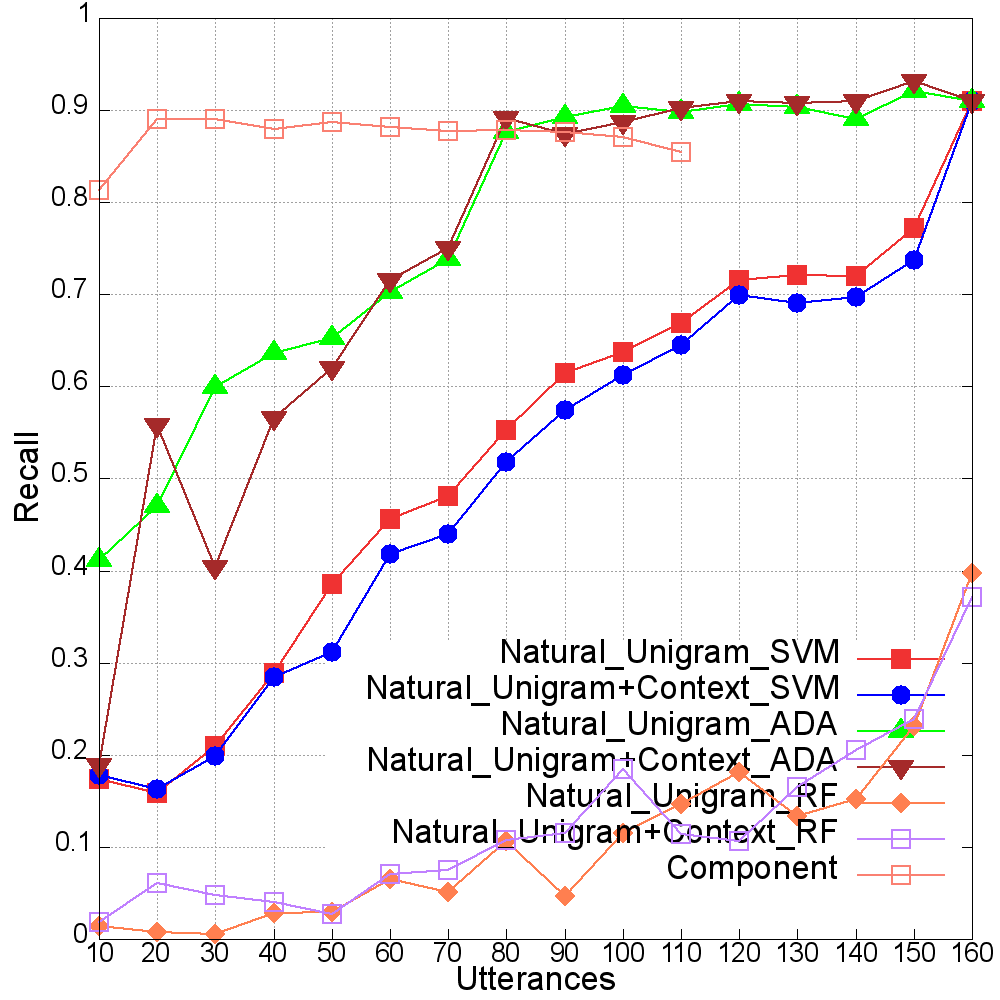 1
0.9
0.8
0.7
0.6
0.5
0.4
0.3
0.2
0.1
0
Recall
Natural_Unigram_SVM
Natural_Unigram+Context_SVM
Natural_Unigram_ADA
Natural_Unigram+Context_ADA
Natural_Unigram_RF
Natural_Unigram+Context_RF
Component
10 20 30 40 50 60 70 80 90 100 110 120 130 140 150 160
Utterances